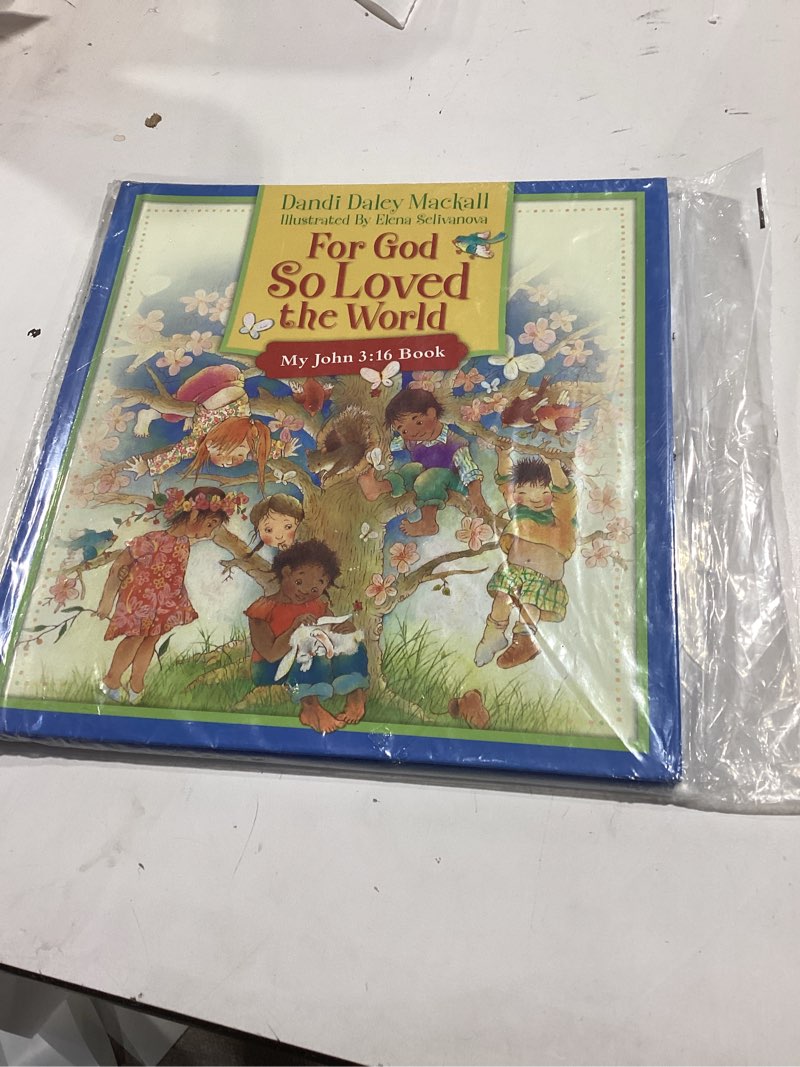 Dandi Daley Mackall
Illustrated By Elena Selivanova
For God
So Loved
the World
My John 3:16 Book